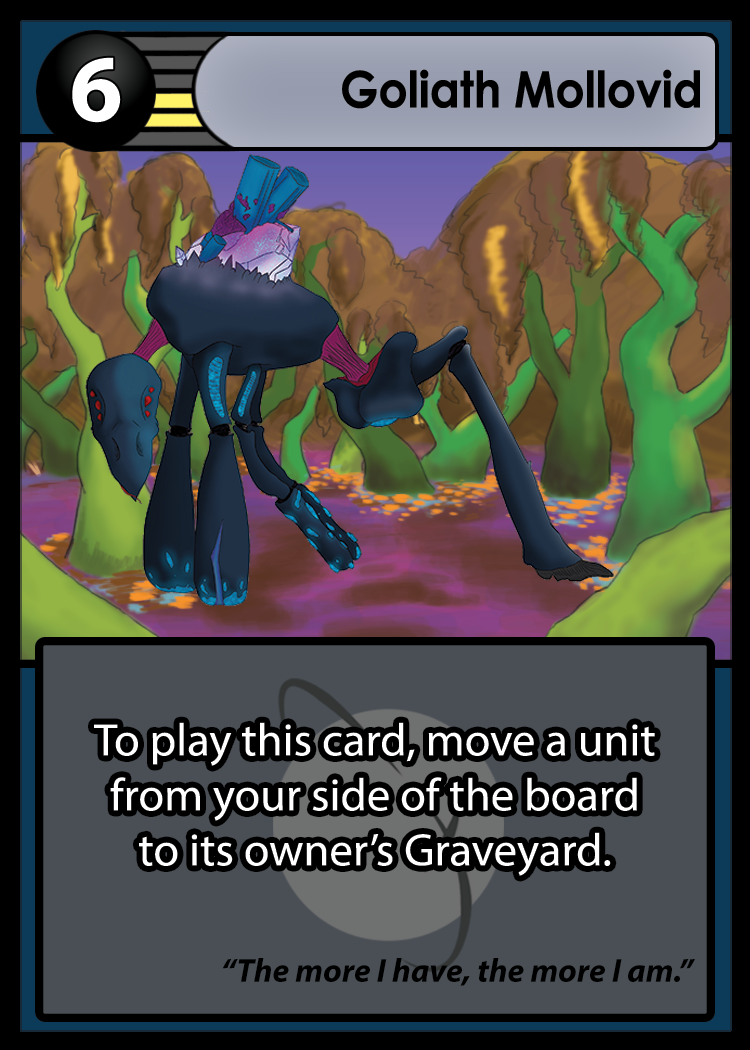 6
Goliath Mollovid
To play this card, move a unit
from your side of the board
to its owner’s Graveyard.
“The more I have, the more I am.”